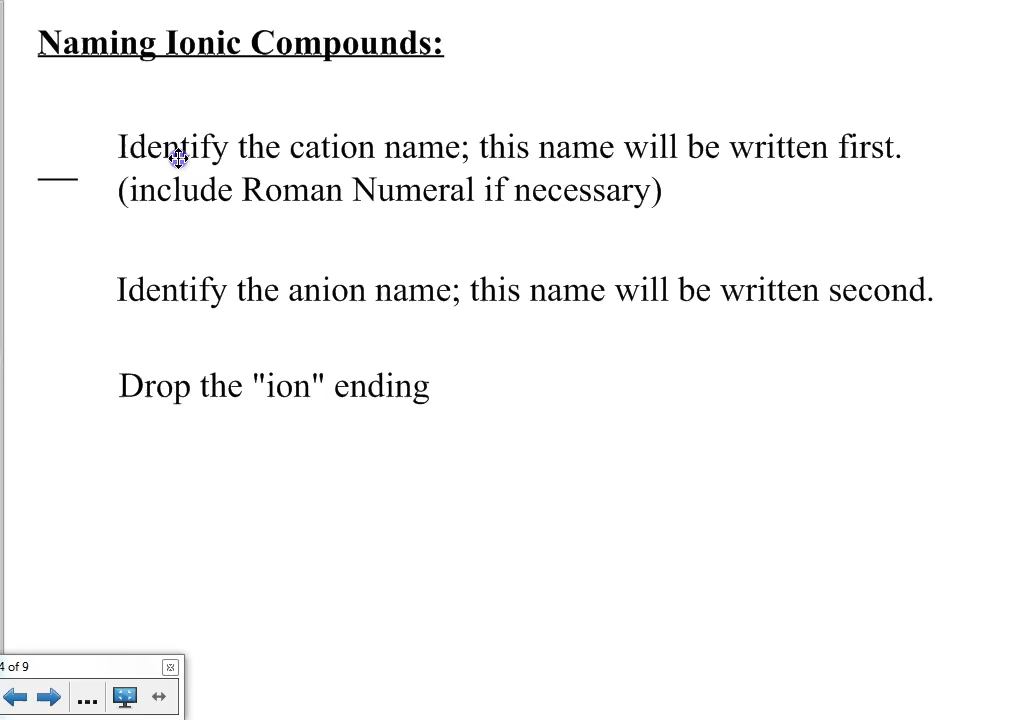 Naming Ionic Compounds:
Identify the cation name; this name will be written first.
(include Roman Numeral if necessary)
Identify the anion name; this name will be written second.
Drop the "ion" ending
4 of 9
...